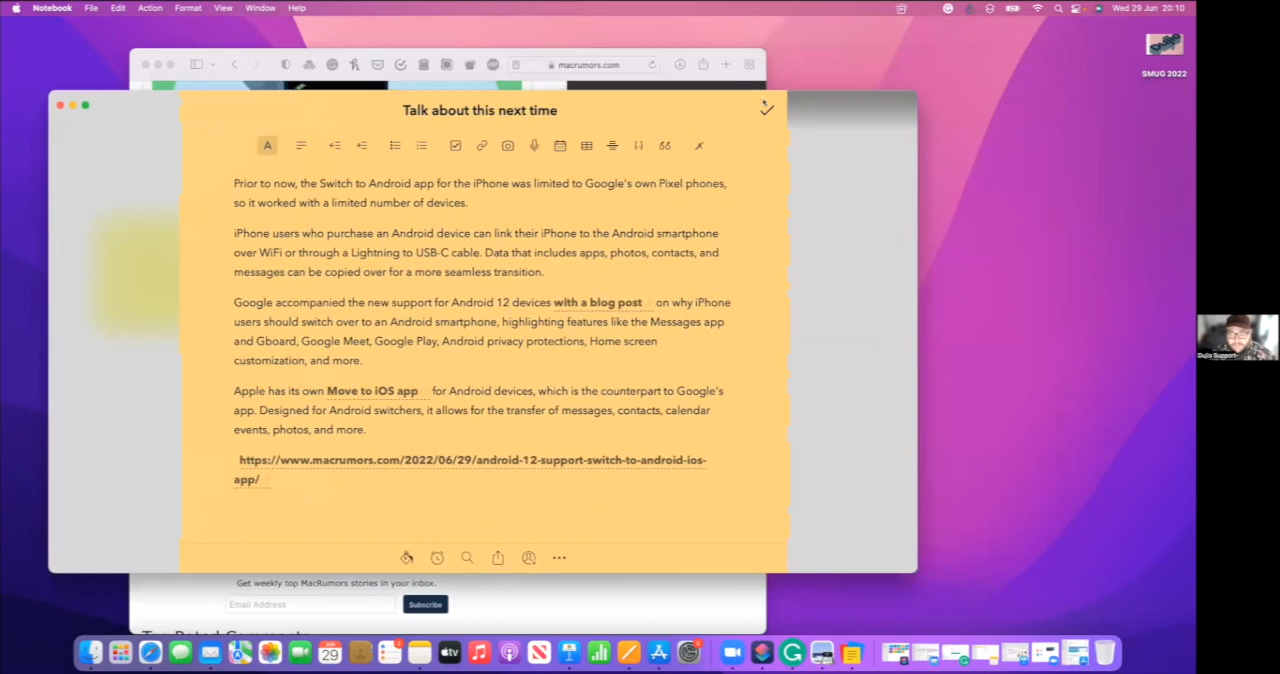 Notebook File Edit Action Format View Window Help
Wed 29 Jun 20:10
macrumors.com
SMUG 2022
Talk about this next time
Prior to now, the Switch to Android app for the iPhone was limited to Google's own Pixel phones,
so it worked with a limited number of devices.
iPhone users who purchase an Android device can link their iPhone to the Android smartphone
over WiFi or through a Lightning to USB-C cable. Data that includes apps, photos, contacts, and
messages can be copied over for a more seamless transition.
Google accompanied the new support for Android 12 devices with a blog post on why iPhone
users should switch over to an Android smartphone, highlighting features like the Messages app
and Gboard, Google Meet, Google Play, Android privacy protections, Home screen
customization, and more.
Apple has its own Move to iOS app for Android devices, which is the counterpart to Google's
app. Designed for Android switchers, it allows for the transfer of messages, contacts, calendar
events, photos, and more.
https://www.macrumors.com/2022/06/29/android-12-support-switch-to-android-ios-
app/
Get weekly top MacRumors stories in your inbox.
Email Address
Subscribe
Dujlo Support
tv
29